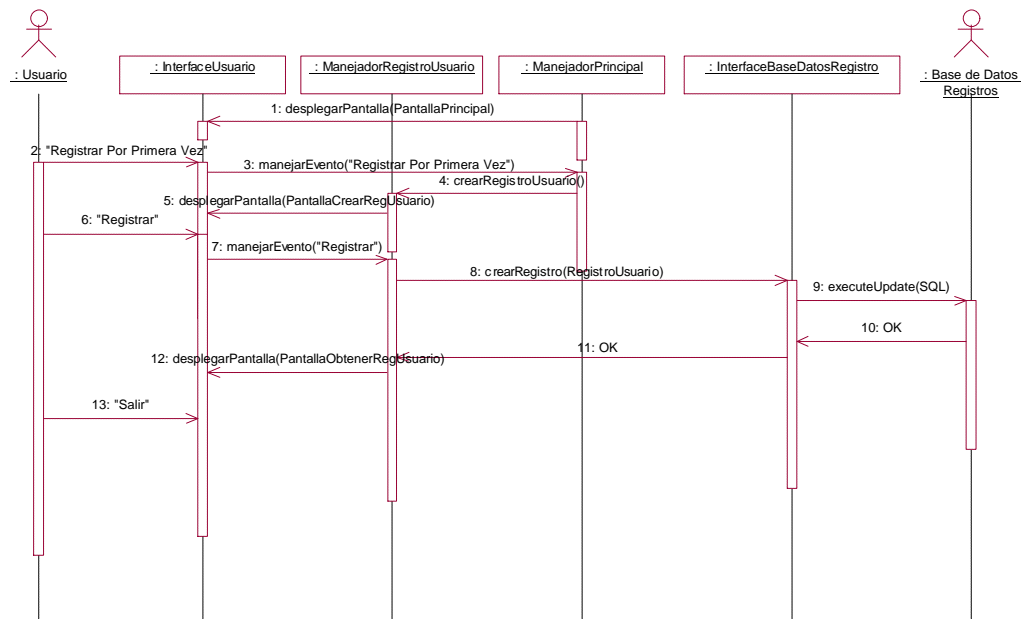 : Usuario
: InterfaceUsuario
: ManejadorRegistroUsuario
: ManejadorPrincipal
: InterfaceBaseDatosRegistro
: Base de Datos
Registros
1: desplegarPantalla(PantallaPrincipal)
2: "Registrar Por Primera Vez"
3: manejarEvento("Registrar Por Primera Vez")
4: crearRegistroUsuario()
5: desplegarPantalla(PantallaCrearRegUsuario)
6: "Registrar"
7: manejarEvento("Registrar")
8: crearRegistro(RegistroUsuario)
9: executeUpdate(SQL)
10: OK
11: OK
12: desplegarPantalla(PantallaObtenerRegUsuario)
13: "Salir"